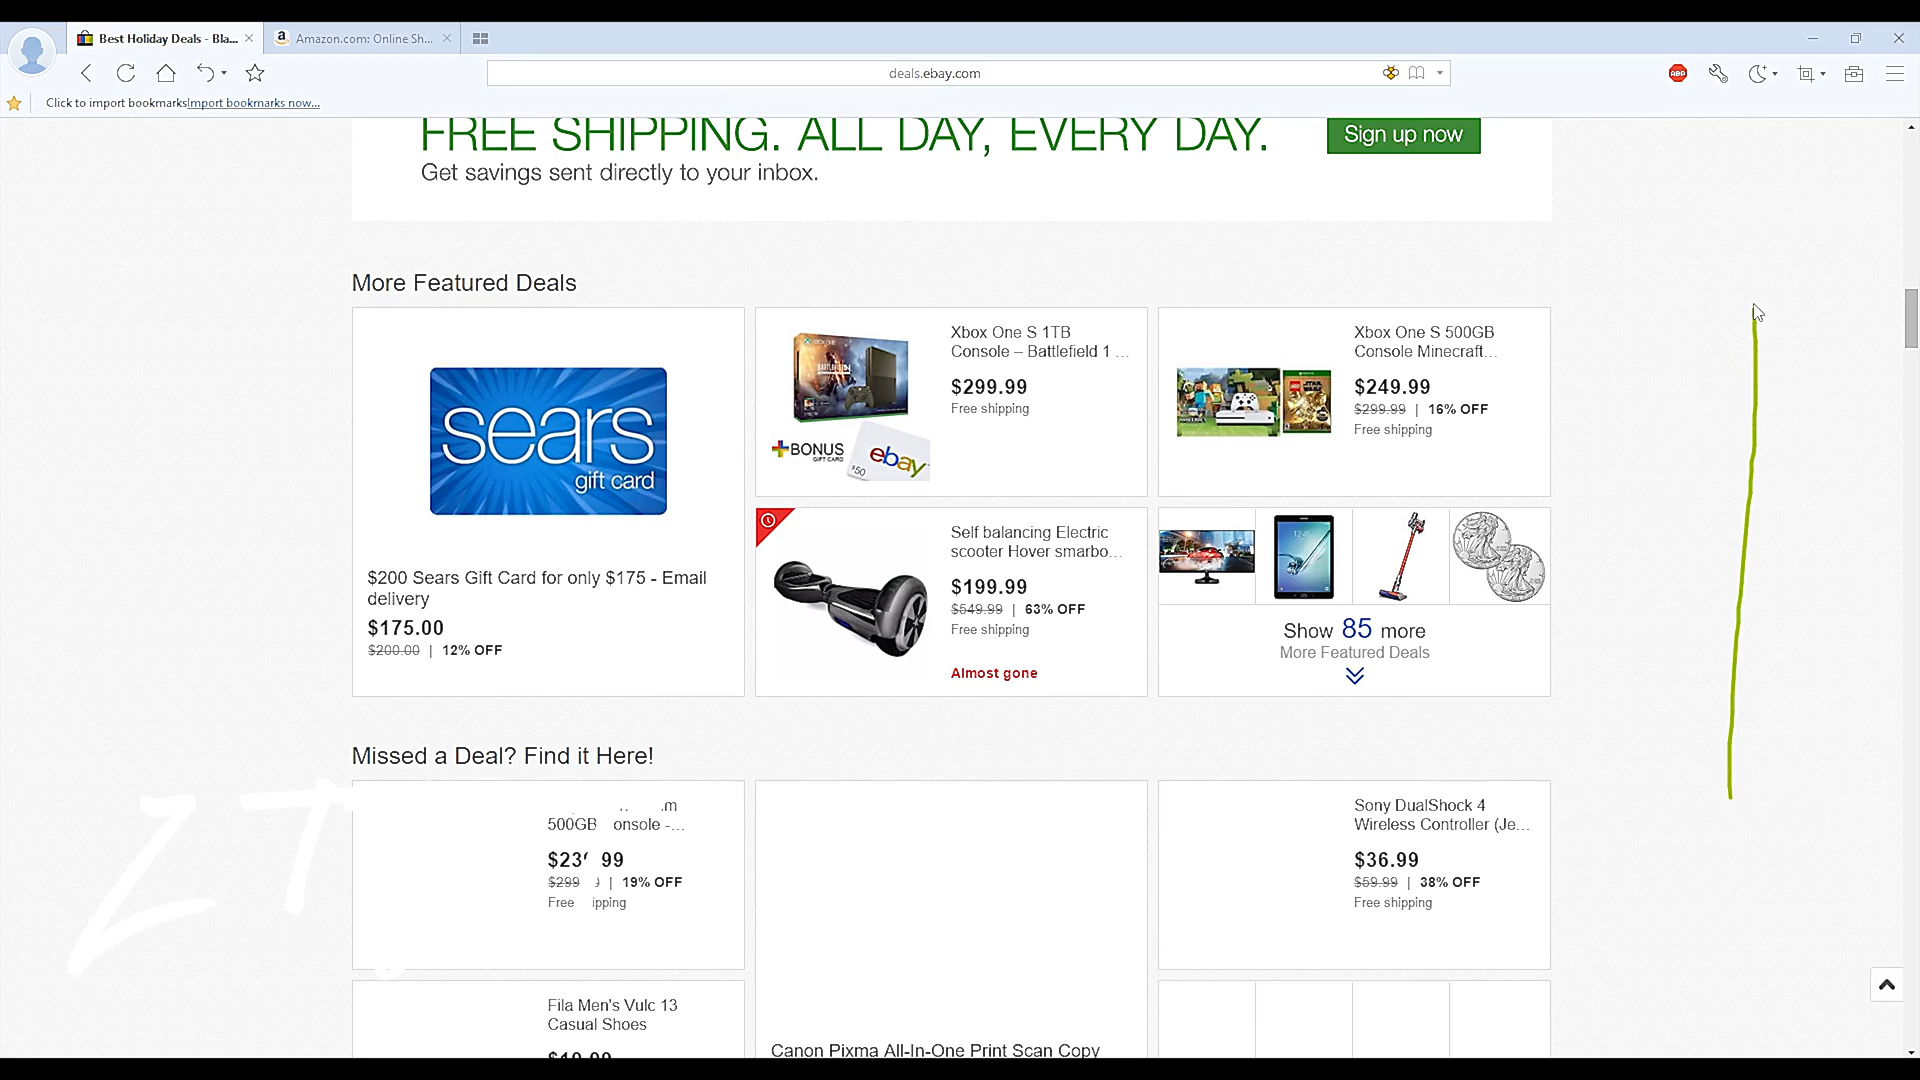 Best Holiday Deals - Bla...
Amazon.com: Online Sh...
deals.ebay.com
ABP
Click to import bookmarks
Import bookmarks now...
FREE SHIPPING. ALL DAY, EVERY DAY.
Sign up now
Get savings sent directly to your inbox.
More Featured Deals
sears
gift card
$200 Sears Gift Card for only $175 - Email
delivery
$175.00
$200.00 | 12% OFF
+BONUS
GIFT CARD
$50
ebay
Xbox One S 1TB
Console – Battlefield 1 ...
$299.99
Free shipping
Xbox One S 500GB
Console Minecraft...
$249.99
$299.99 | 16% OFF
Free shipping
Self balancing Electric
scooter Hover smarbo...
$199.99
$549.99 | 63% OFF
Free shipping
Almost gone
Show 85 more
More Featured Deals
Missed a Deal? Find it Here!
500GB
$299 | 19% OFF
Free
Sony DualShock 4
Wireless Controller (Je...
$36.99
$59.99 | 38% OFF
Free shipping
Fila Men's Vulc 13
Casual Shoes
Canon Pixma All-In-One Print Scan Copy